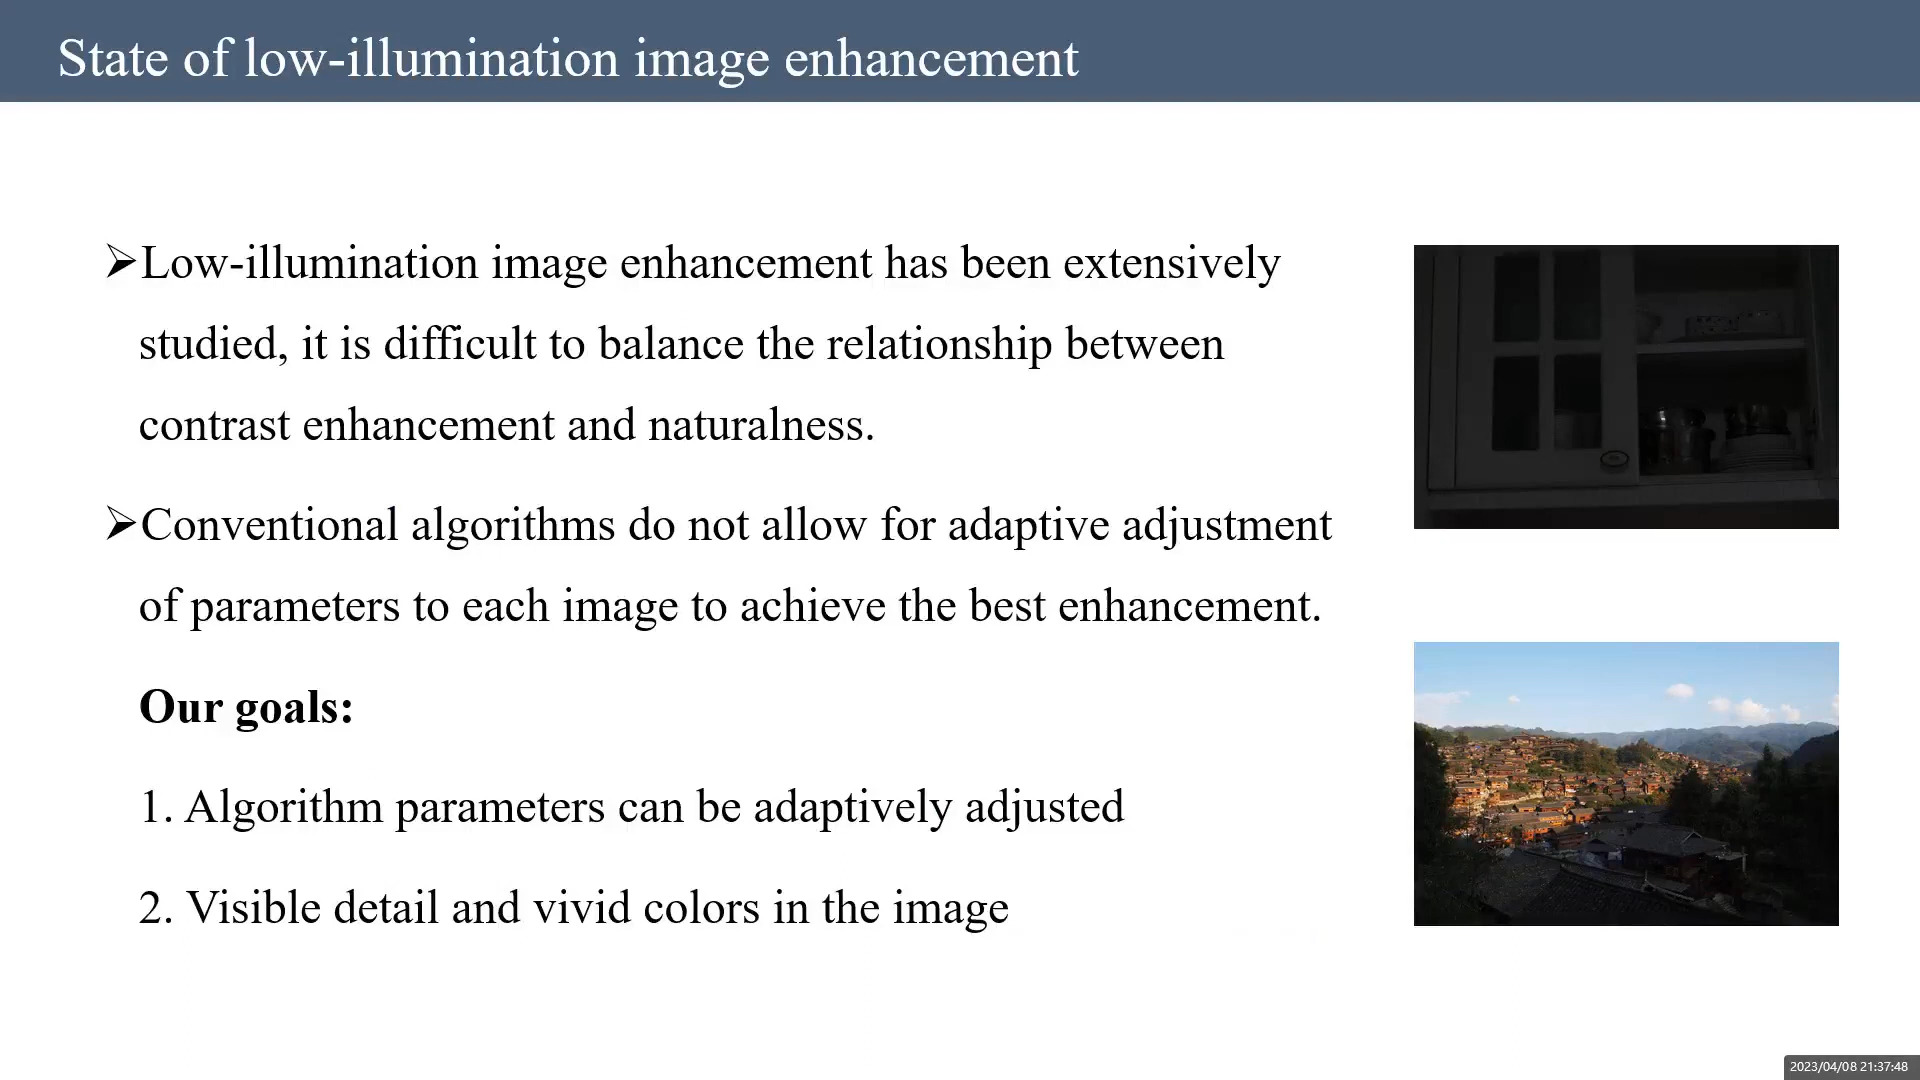 State of low-illumination image enhancement
➢Low-illumination image enhancement has been extensively
studied, it is difficult to balance the relationship between
contrast enhancement and naturalness.
➢Conventional algorithms do not allow for adaptive adjustment
of parameters to each image to achieve the best enhancement.
Our goals:
1. Algorithm parameters can be adaptively adjusted
2. Visible detail and vivid colors in the image
2023/04/08 21:37:48